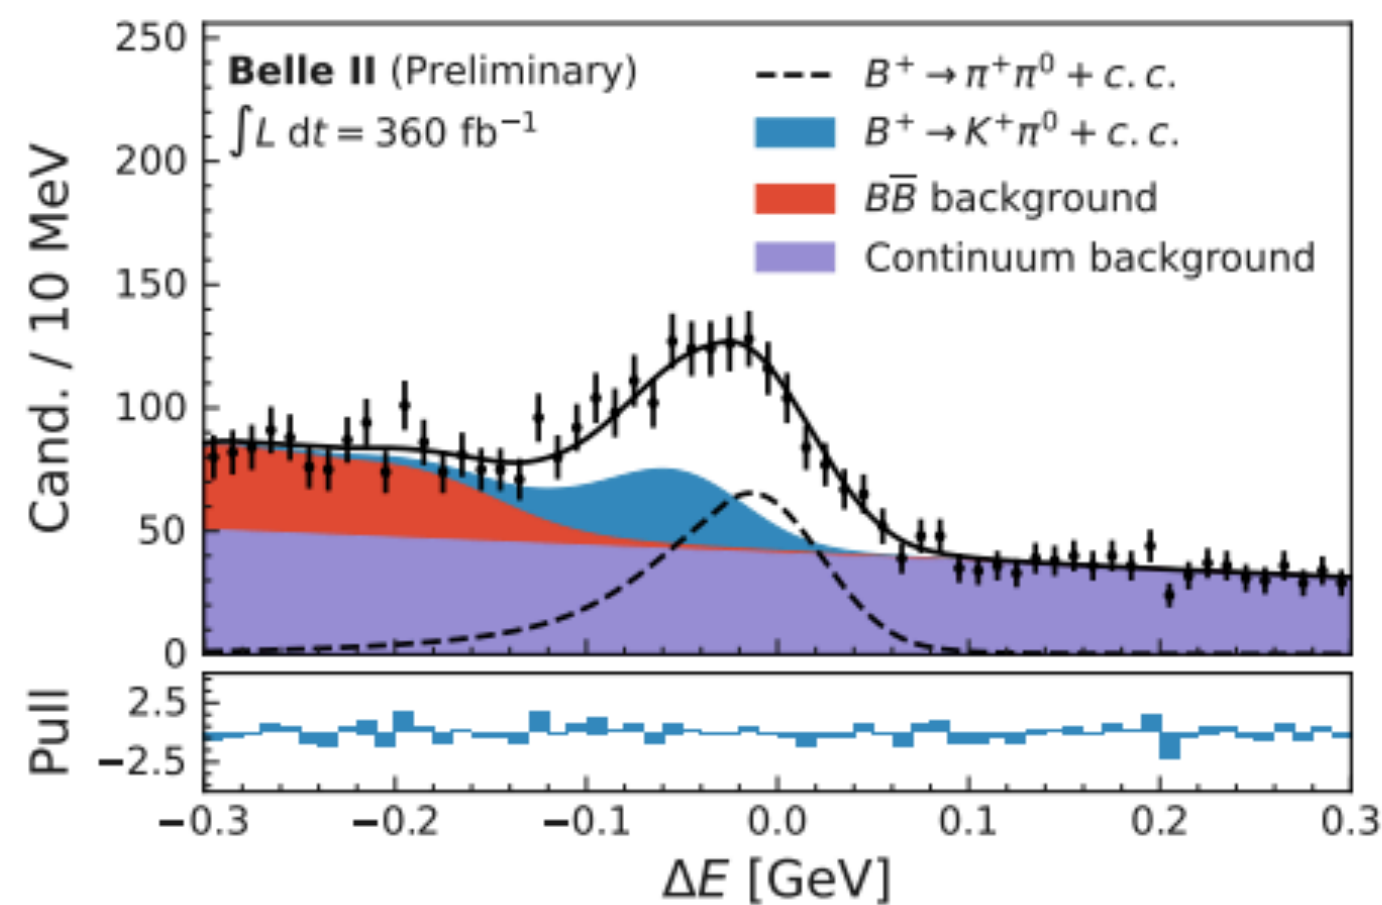 250
200
150
100
50
0
Cand. / 10 MeV
Belle II (Preliminary)
∫L dt = 360 fb⁻¹
B⁺ → π⁺π⁰ + c.c.
B⁺ → K⁺π⁰ + c.c.
BB̅ background
Continuum background
Pull
2.5
−2.5
−0.3 −0.2 −0.1 0.0 0.1 0.2 0.3
ΔE [GeV]